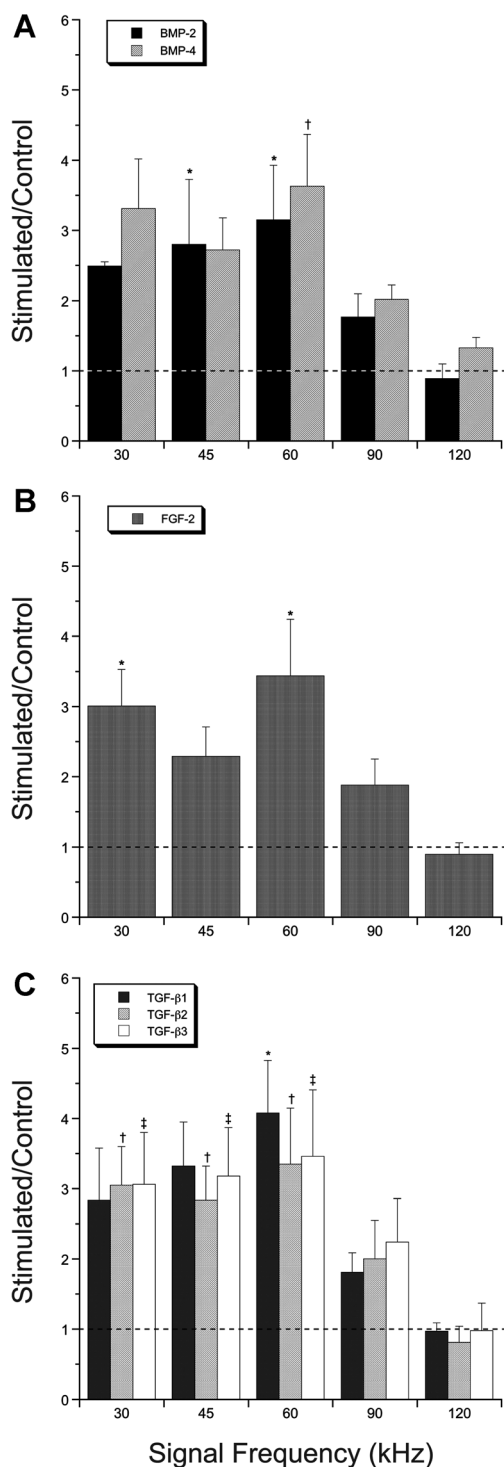 A
BMP-2
BMP-4
6
5
4
3
2
1
0
Stimulated/Control
*
*
†
30 45 60 90 120
B
FGF-2
6
5
4
3
2
1
0
Stimulated/Control
*
*
30 45 60 90 120
C
TGF-β1
TGF-β2
TGF-β3
6
5
4
3
2
1
0
Stimulated/Control
† ‡
† ‡
* † ‡
30 45 60 90 120
Signal Frequency (kHz)